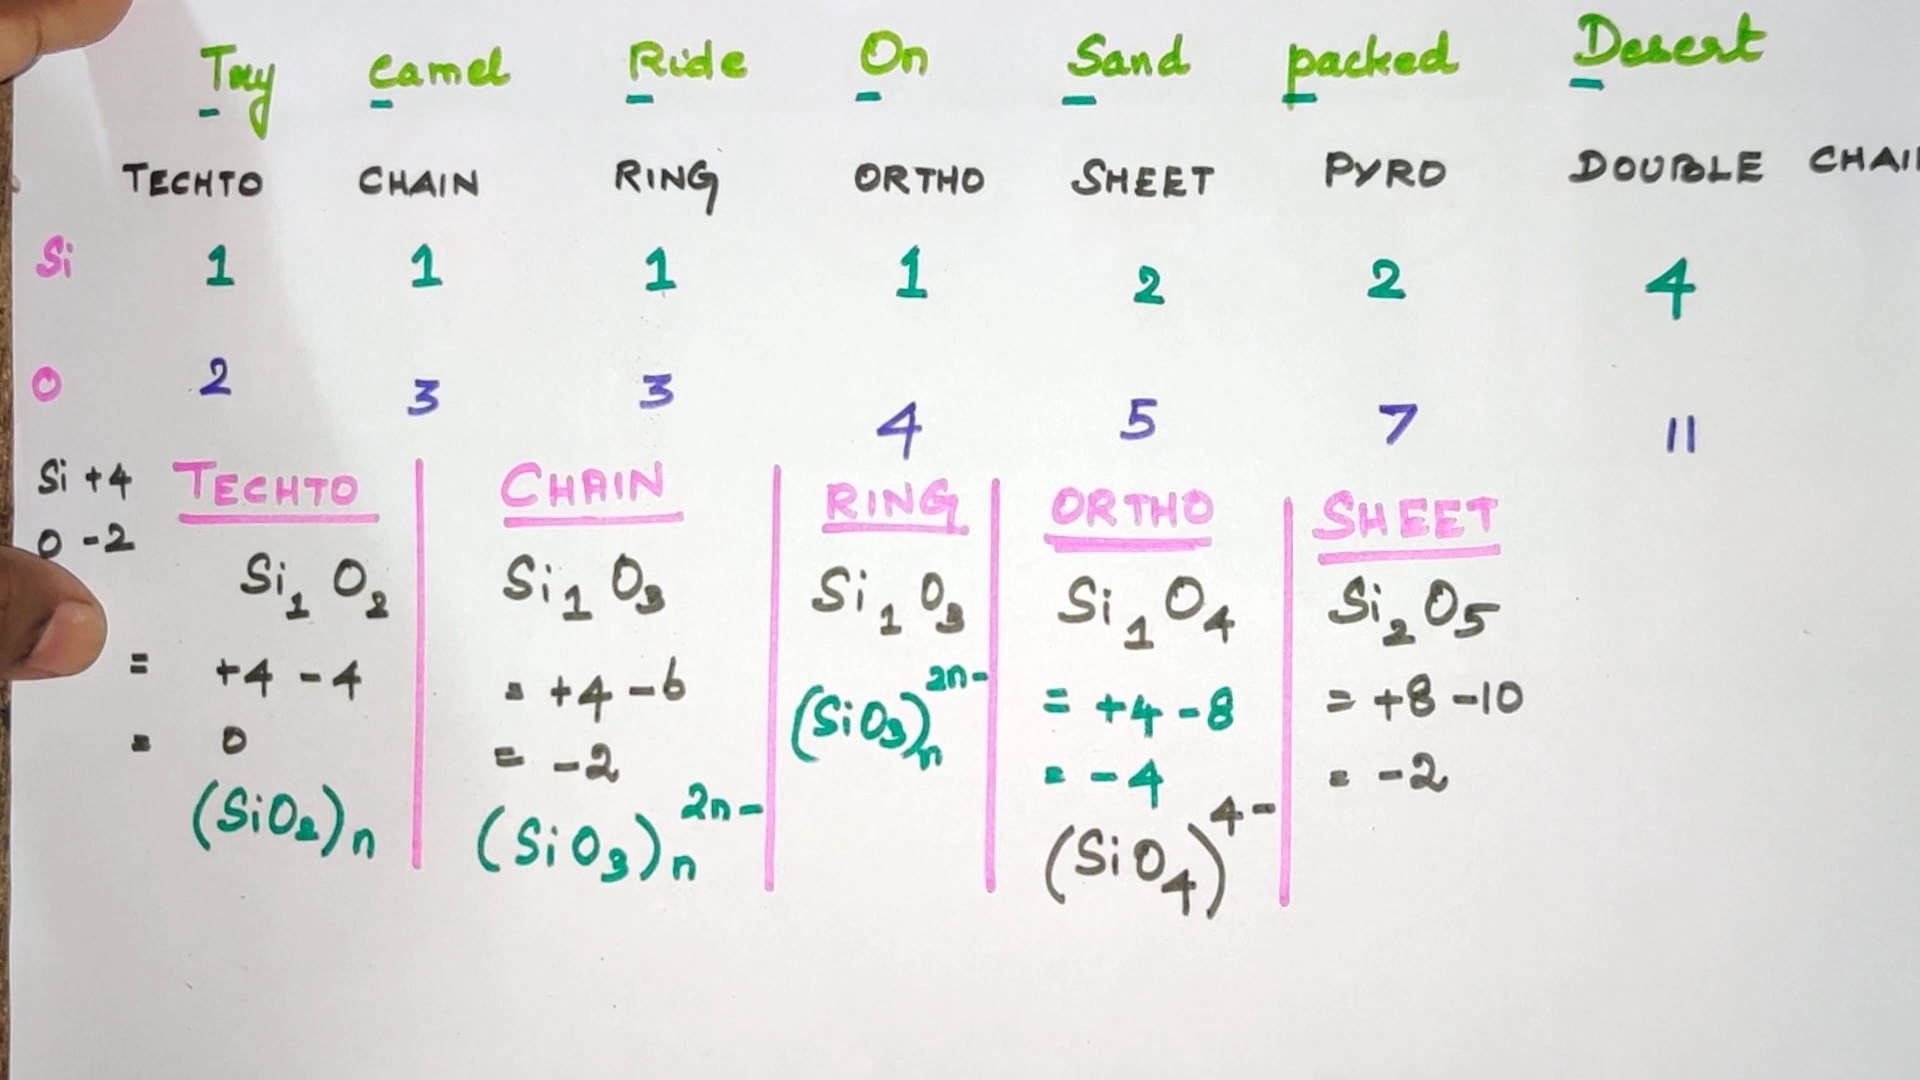 Try camel Ride On Sand packed Desert
TECHTO CHAIN RING ORTHO SHEET PYRO DOUBLE CHAI
Si 1 1 1 1 2 2 4
O 2 3 3 4 5 7 11
Si +4 TECHTO CHAIN RING ORTHO SHEET
O -2
Si₁ O₂ Si₁ O₃ Si₁ O₃ Si₁ O₄ Si₂ O₅
= +4 -4 = +4 -6 (SiO₃)ₙ²ⁿ⁻ = +4 -8 = +8 -10
= 0 = -2 = -4 = -2
(SiO₂)ₙ (SiO₃)ₙ²ⁿ⁻ (SiO₄)⁴⁻